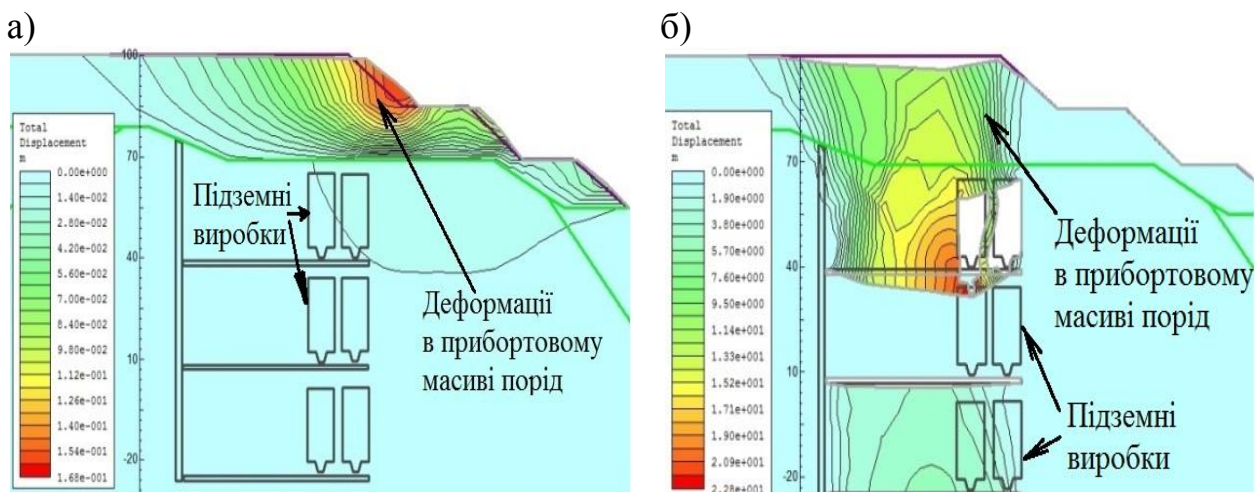 а)
100
70
40
10
-20
Total
Displacement
m
0.00e+000
1.40e-002
2.80e-002
4.20e-002
5.60e-002
7.00e-002
8.40e-002
9.80e-002
1.12e-001
1.26e-001
1.40e-001
1.54e-001
1.68e-001
Підземні
виробки
Деформації
в прибортовому
масиві порід
б)
70
40
10
-20
Total
Displacement
m
0.00e+000
1.90e+000
3.80e+000
5.70e+000
7.60e+000
9.50e+000
1.14e+001
1.33e+001
1.52e+001
1.71e+001
1.90e+001
2.09e+001
2.28e+001
Деформації
в прибортовому
масиві порід
Підземні
виробки